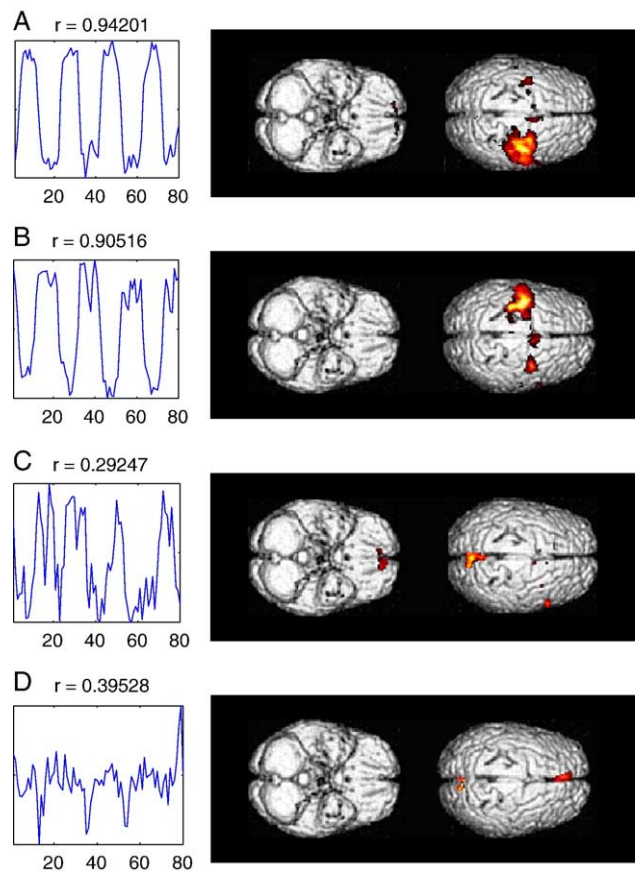 A
r = 0.94201
20 40 60 80
B
r = 0.90516
20 40 60 80
C
r = 0.29247
20 40 60 80
D
r = 0.39528
20 40 60 80